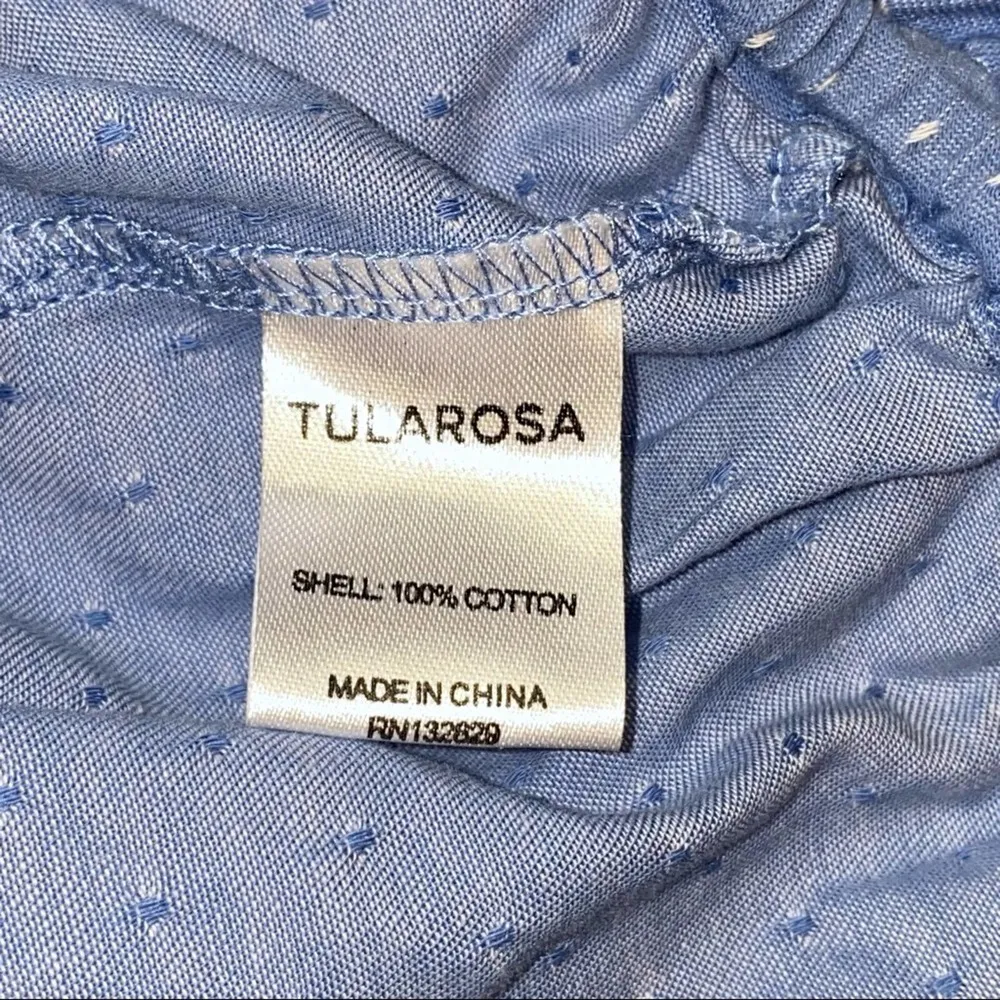 TULAROSA
SHELL: 100% COTTON
MADE IN CHINA
RN132829